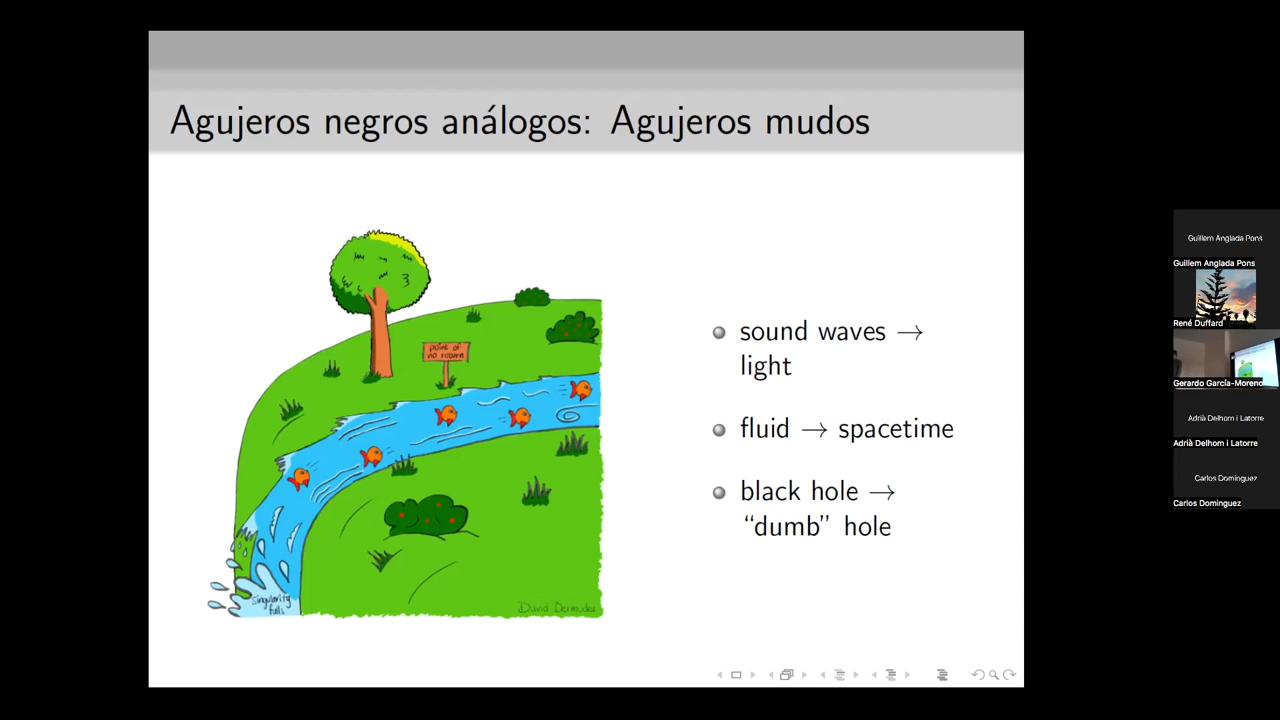 Agujeros negros análogos: Agujeros mudos
point of
no return
singularity
falls
David Bermudez
sound waves →
light
fluid → spacetime
black hole →
“dumb” hole
Guillem Anglada Pons
Guillem Anglada Pons
René Duffard
Gerardo García-Moreno
Adrià Delhom i Latorre
Adrià Delhom i Latorre
Carlos Dominguez
Carlos Dominguez